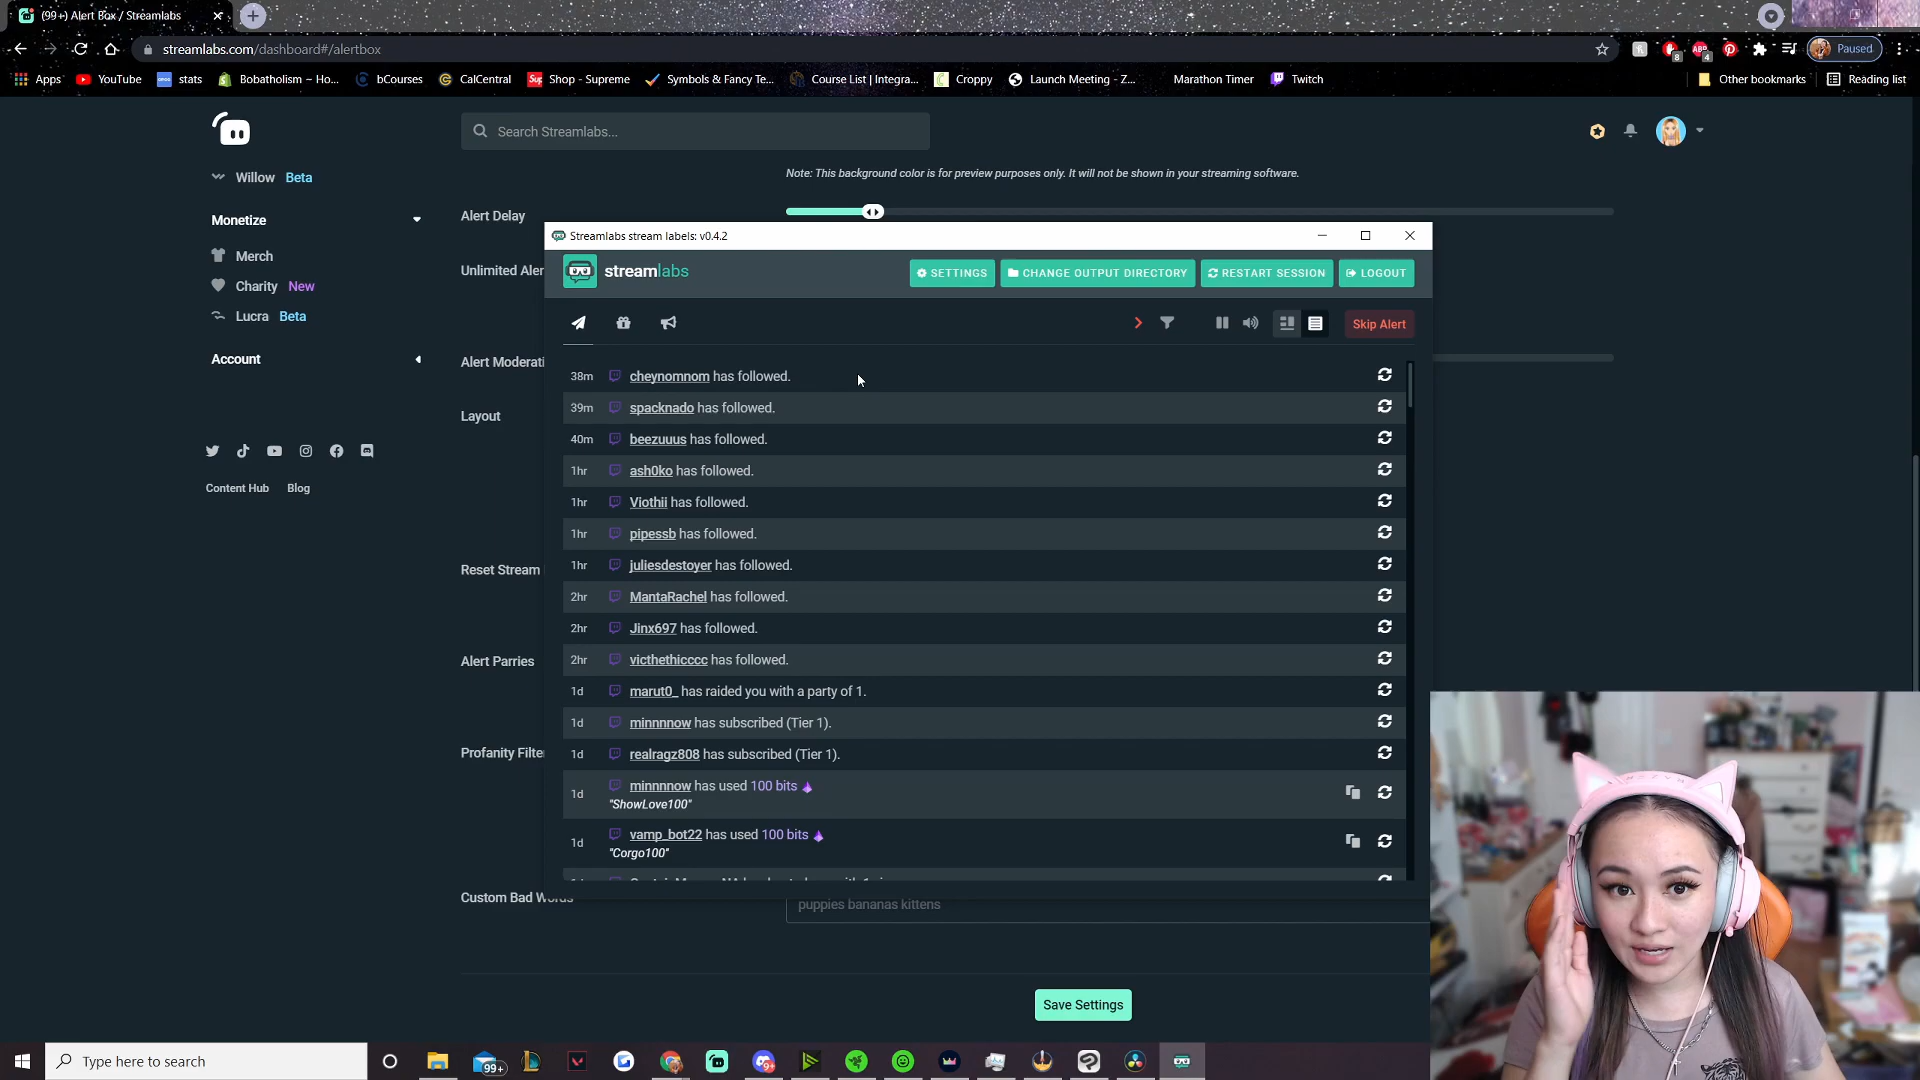 (99+) Alert Box / Streamlabs
streamlabs.com/dashboard#/alertbox
8
4
Paused
Apps YouTube stats Bobatholism – Ho... bCourses CalCentral Shop - Supreme Symbols & Fancy Te... Course List | Integra... Croppy Launch Meeting - Z... Marathon Timer Twitch Other bookmarks Reading list
Search Streamlabs...
Note: This background color is for preview purposes only. It will not be shown in your streaming software.
Willow Beta
Monetize
Merch
Charity New
Lucra Beta
Account
Content Hub Blog
Alert Delay
Unlimited Aler
Alert Moderati
Layout
Reset Stream
Alert Parries
Profanity Filte
Custom Bad Words
puppies bananas kittens
Save Settings
Streamlabs stream labels: v0.4.2
streamlabs
SETTINGS CHANGE OUTPUT DIRECTORY RESTART SESSION LOGOUT
Skip Alert
38m cheynomnom has followed.
39m spacknado has followed.
40m beezuuus has followed.
1hr ash0ko has followed.
1hr Viothii has followed.
1hr pipessb has followed.
1hr juliesdestoyer has followed.
2hr MantaRachel has followed.
2hr Jinx697 has followed.
2hr victhethicccc has followed.
1d marut0_ has raided you with a party of 1.
1d minnnnow has subscribed (Tier 1).
1d realragz808 has subscribed (Tier 1).
1d minnnnow has used 100 bits
"ShowLove100"
1d vamp_bot22 has used 100 bits
"Corgo100"
Type here to search
99+